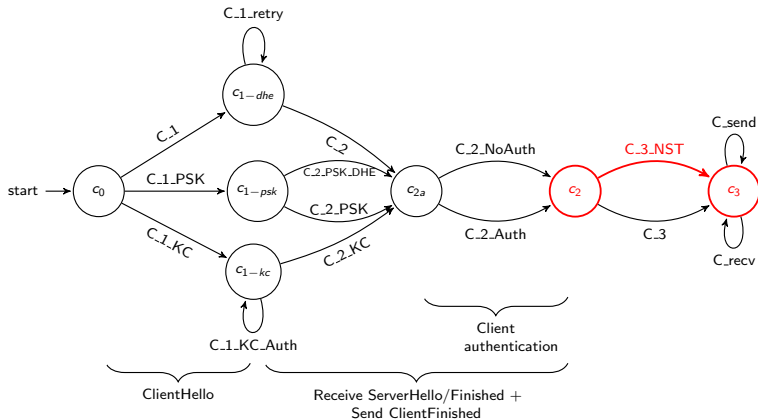 C_1_retry
c1−dhe
C_1
C_2
C_send
C_2_NoAuth
C_3_NST
C_2_PSK_DHE
start
c0
C_1_PSK
c1−psk
c2a
c2
c3
C_2_PSK
C_1_KC
C_2_KC
C_2_Auth
C_3
C_recv
c1−kc
C_1_KC_Auth
Client
authentication
ClientHello
Receive ServerHello/Finished +
Send ClientFinished